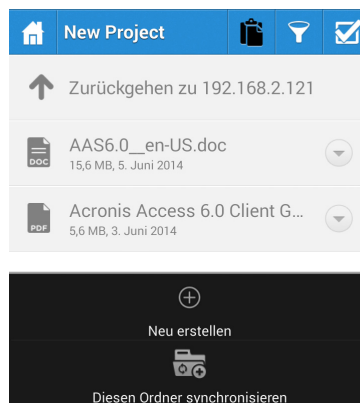 New Project
Zurückgehen zu 192.168.2.121
DOC
AAS6.0__en-US.doc
15,6 MB, 5. Juni 2014
PDF
Acronis Access 6.0 Client G...
5,6 MB, 3. Juni 2014
Neu erstellen
Diesen Ordner synchronisieren